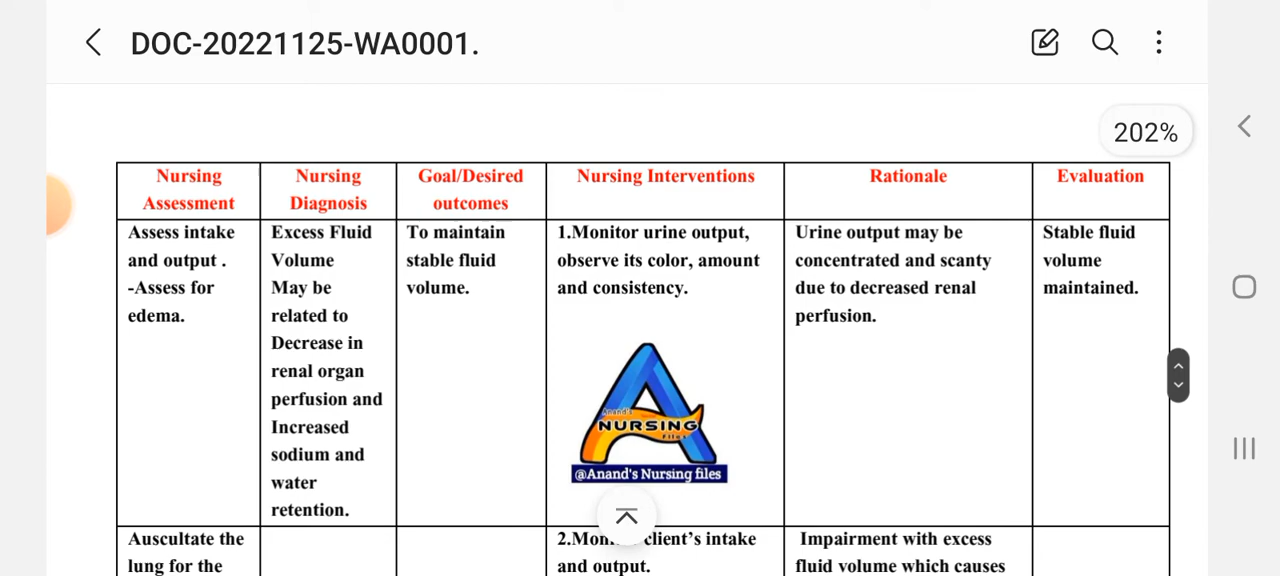 DOC-20221125-WA0001.
202%
Nursing Assessment
Nursing Diagnosis
Goal/Desired outcomes
Nursing Interventions
Rationale
Evaluation
Assess intake
and output .
-Assess for
edema.
Excess Fluid
Volume
May be
related to
Decrease in
renal organ
perfusion and
Increased
sodium and
water
retention.
To maintain
stable fluid
volume.
1.Monitor urine output,
observe its color, amount
and consistency.
Anand's
NURSING
Files
@Anand's Nursing files
Urine output may be
concentrated and scanty
due to decreased renal
perfusion.
Stable fluid
volume
maintained.
Auscultate the
lung for the
2.Mon client's intake
and output.
Impairment with excess
fluid volume which causes